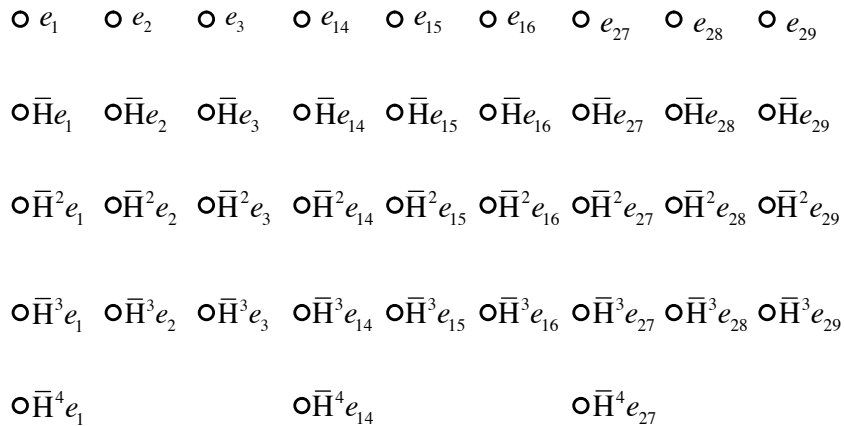 e₁ e₂ e₃ e₁₄ e₁₅ e₁₆ e₂₇ e₂₈ e₂₉
H̅e₁ H̅e₂ H̅e₃ H̅e₁₄ H̅e₁₅ H̅e₁₆ H̅e₂₇ H̅e₂₈ H̅e₂₉
H̅²e₁ H̅²e₂ H̅²e₃ H̅²e₁₄ H̅²e₁₅ H̅²e₁₆ H̅²e₂₇ H̅²e₂₈ H̅²e₂₉
H̅³e₁ H̅³e₂ H̅³e₃ H̅³e₁₄ H̅³e₁₅ H̅³e₁₆ H̅³e₂₇ H̅³e₂₈ H̅³e₂₉
H̅⁴e₁ H̅⁴e₁₄ H̅⁴e₂₇